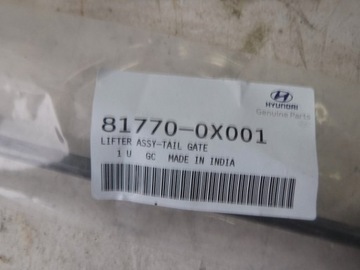 HYUNDAI
Genuine Parts
81770-0X001
LIFTER ASSY-TAIL GATE
1 U GC MADE IN INDIA